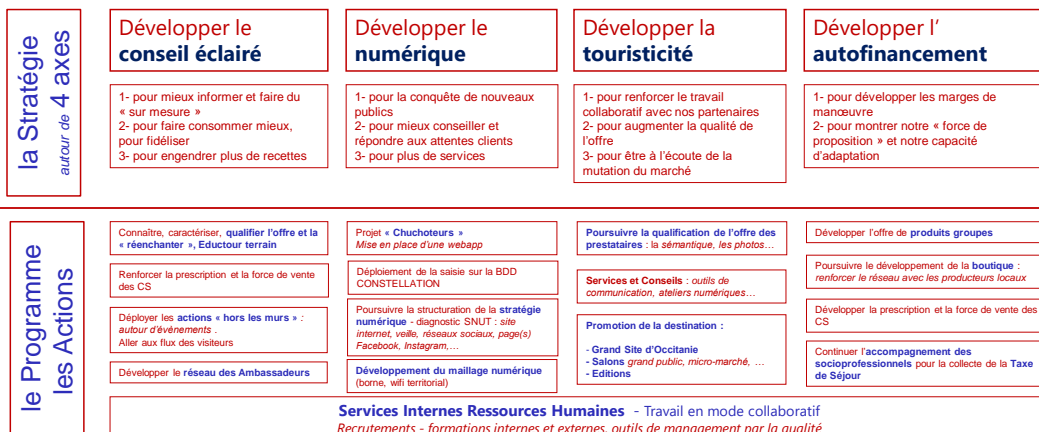 la Stratégie
autour de 4 axes
Développer le
conseil éclairé
Développer le
numérique
Développer la
touristicité
Développer l'
autofinancement
1- pour mieux informer et faire du
« sur mesure »
2- pour faire consommer mieux,
pour fidéliser
3- pour engendrer plus de recettes
1- pour la conquête de nouveaux
publics
2- pour mieux conseiller et
répondre aux attentes clients
3- pour plus de services
1- pour renforcer le travail
collaboratif avec nos partenaires
2- pour augmenter la qualité de
l'offre
3- pour être à l'écoute de la
mutation du marché
1- pour développer les marges de
manœuvre
2- pour montrer notre « force de
proposition » et notre capacité
d'adaptation
le Programme
les Actions
Connaître, caractériser, qualifier l'offre et la
« réenchanter », Eductour terrain
Renforcer la prescription et la force de vente
des CS
Déployer les actions « hors les murs » :
autour d'événements .
Aller aux flux des visiteurs
Développer le réseau des Ambassadeurs
Projet « Chuchoteurs »
Mise en place d'une webapp
Déploiement de la saisie sur la BDD
CONSTELLATION
Poursuivre la structuration de la stratégie
numérique - diagnostic SNUT : site
internet, veille, réseaux sociaux, page(s)
Facebook, Instagram,…
Développement du maillage numérique
(borne, wifi territorial)
Poursuivre la qualification de l'offre des
prestataires : la sémantique, les photos…
Services et Conseils : outils de
communication, ateliers numériques…
Promotion de la destination :
- Grand Site d'Occitanie
- Salons grand public, micro-marché, …
- Editions
Développer l'offre de produits groupes
Poursuivre le développement de la boutique :
renforcer le réseau avec les producteurs locaux
Développer la prescription et la force de vente des
CS
Continuer l'accompagnement des
socioprofessionnels pour la collecte de la Taxe
de Séjour
Services Internes Ressources Humaines - Travail en mode collaboratif
Recrutements - formations internes et externes, outils de management par la qualité